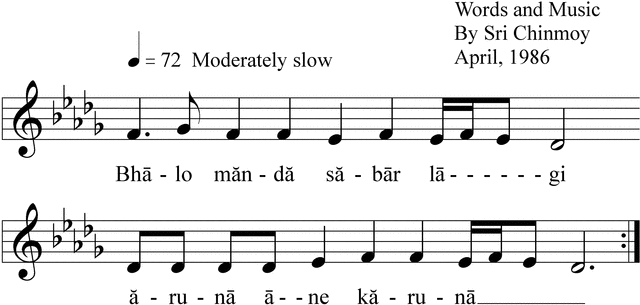 Words and Music
By Sri Chinmoy
April, 1986
= 72 Moderately slow
Bhā - lo măn - dă să - bār lā - - - - - - gi
ă - ru - nā ā - - ne kă - ru - nā